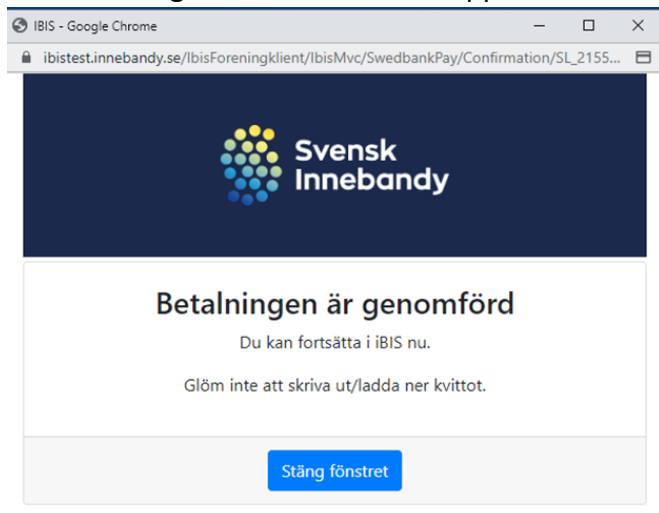 IBIS - Google Chrome
ibistest.innebandy.se/IbisForeningklient/IbisMvc/SwedbankPay/Confirmation/SL_2155...
Svensk
Innebandy
Betalningen är genomförd
Du kan fortsätta i iBIS nu.
Glöm inte att skriva ut/ladda ner kvittot.
Stäng fönstret